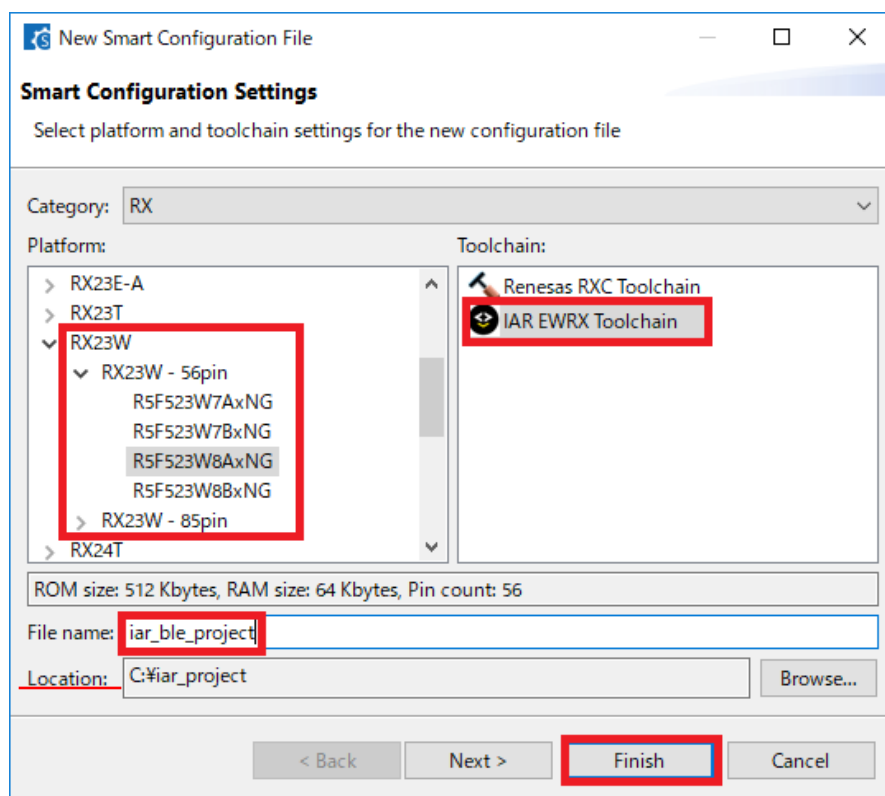 New Smart Configuration File
Smart Configuration Settings
Select platform and toolchain settings for the new configuration file
Category: RX
Platform: Toolchain:
RX23E-A Renesas RXC Toolchain
RX23T IAR EWRX Toolchain
RX23W
RX23W - 56pin
R5F523W7AxNG
R5F523W7BxNG
R5F523W8AxNG
R5F523W8BxNG
RX23W - 85pin
RX24T
ROM size: 512 Kbytes, RAM size: 64 Kbytes, Pin count: 56
File name: iar_ble_project
Location: C:¥iar_project Browse...
< Back Next > Finish Cancel